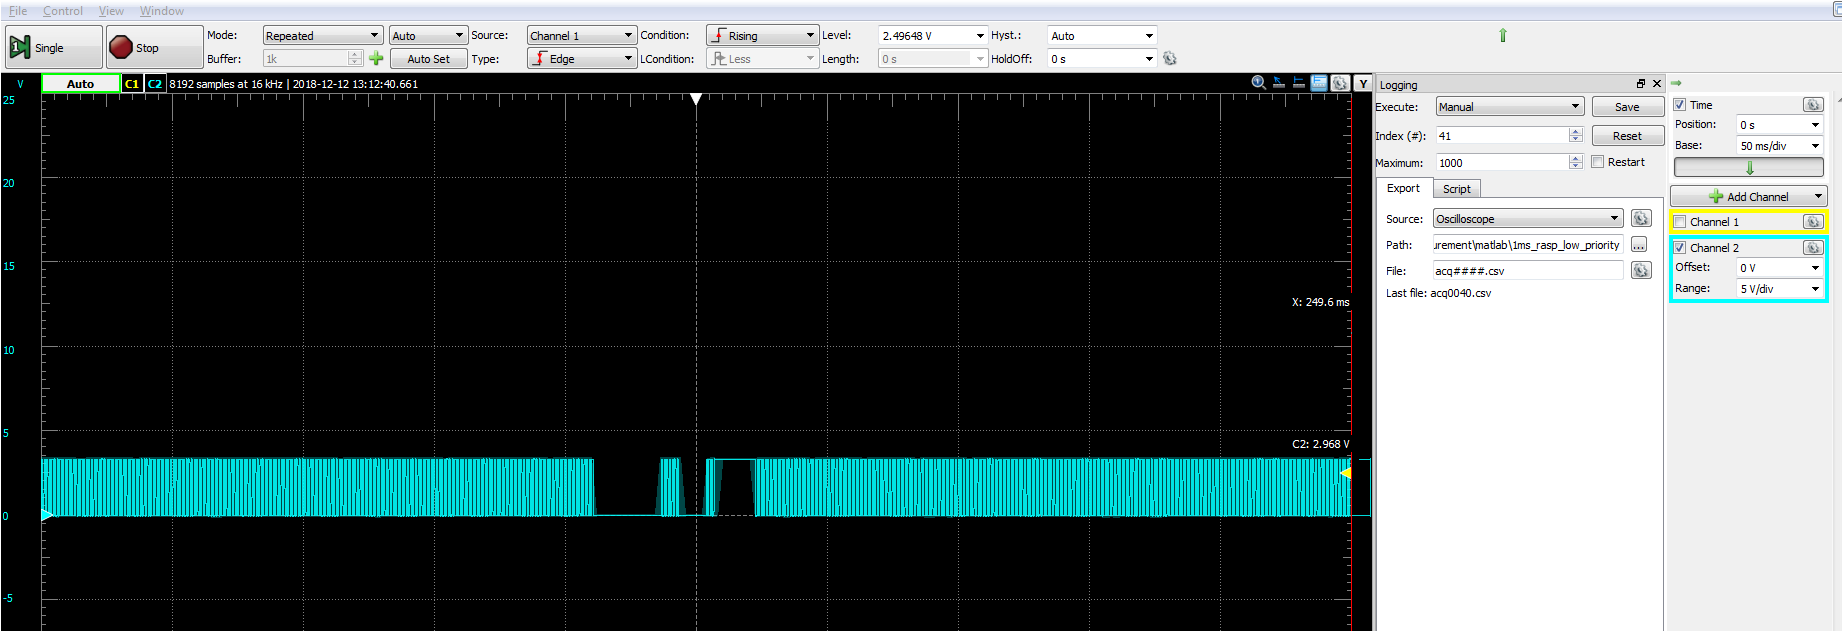 File Control View Window
Single Stop Mode: Repeated Auto Source: Channel 1 Condition: Rising Level: 2.49648 V Hyst.: Auto
Buffer: 1k Auto Set Type: Edge LCondition: Less Length: 0 s HoldOff: 0 s
V Auto C1 C2 8192 samples at 16 kHz | 2018-12-12 13:12:40.661 Y
25
20
15
10
5
0
-5
X: 249.6 ms
C2: 2.968 V
Logging
Execute: Manual Save
Index (#): 41 Reset
Maximum: 1000 Restart
Export Script
Source: Oscilloscope
Path: urement\matlab\1ms_rasp_low_priority ...
File: acq####.csv
Last file: acq0040.csv
Time
Position: 0 s
Base: 50 ms/div
Add Channel
Channel 1
Channel 2
Offset: 0 V
Range: 5 V/div